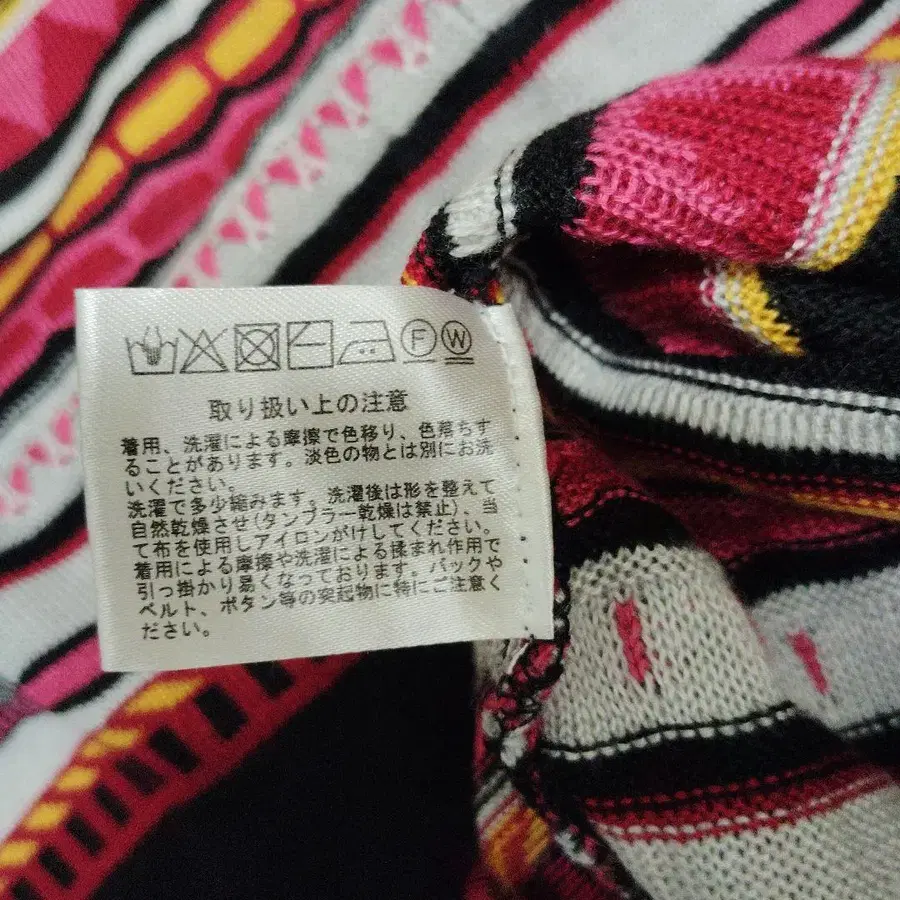 F W
取り扱い上の注意
着用、洗濯による摩擦で色移り、色落ちす
ることがあります。淡色の物とは別にお洗
いください。
洗濯で多少縮みます。洗濯後は形を整えて
自然乾燥させ(タンブラー乾燥は禁止)、当
て布を使用しアイロンがけしてください。
着用による摩擦や洗濯による揉まれ作用で
引っ掛かり易くなっております。バックや
ベルト、ボタン等の突起物に特にご注意く
ださい。